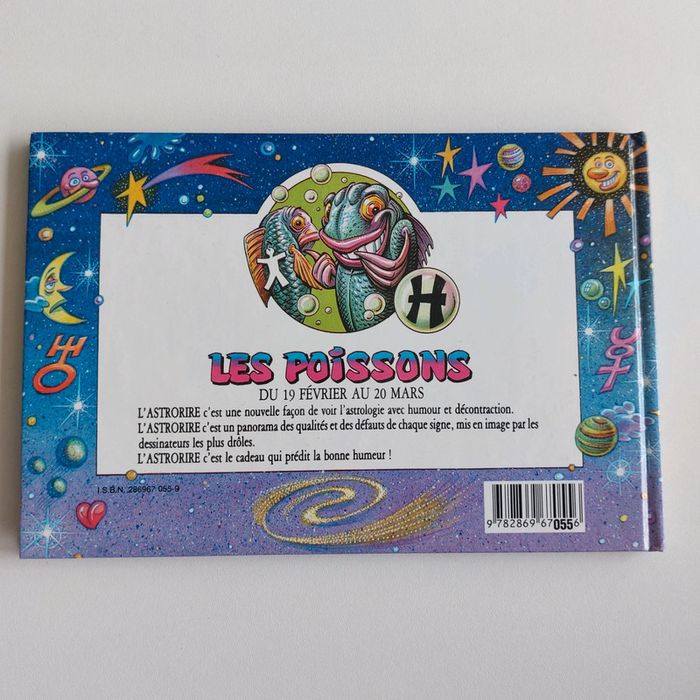 LES POISSONS
DU 19 FÉVRIER AU 20 MARS
L'ASTRORIRE c'est une nouvelle façon de voir l'astrologie avec humour et décontraction.
L'ASTRORIRE c'est un panorama des qualités et des défauts de chaque signe, mis en image par les
dessinateurs les plus drôles.
L'ASTRORIRE c'est le cadeau qui prédit la bonne humeur !
I.S.B.N. 286967 055-9
9 782869 670556